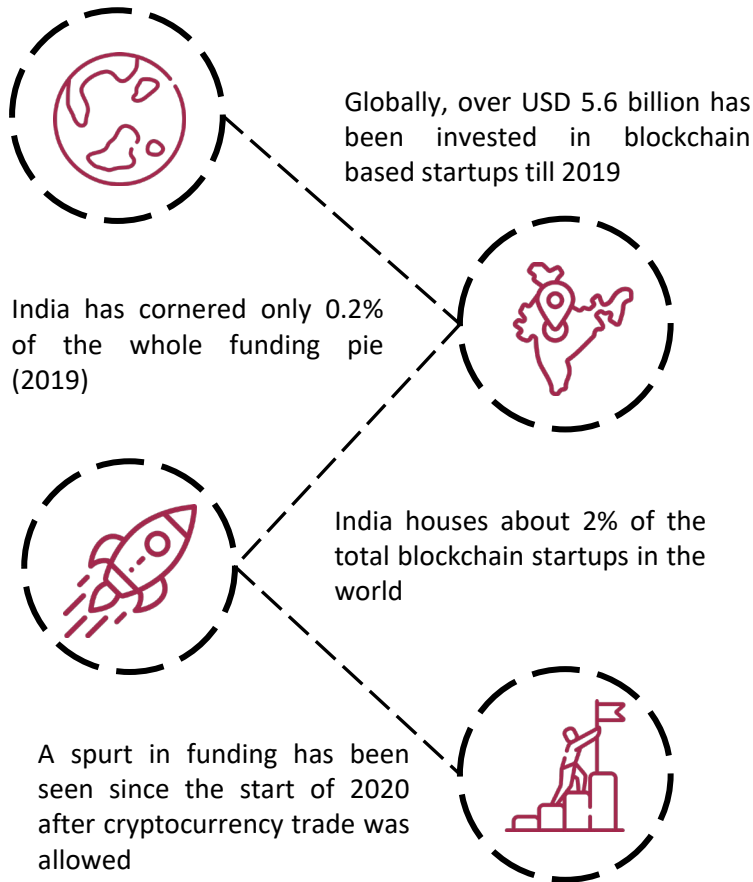 Globally, over USD 5.6 billion has
been invested in blockchain
based startups till 2019
India has cornered only 0.2%
of the whole funding pie
(2019)
India houses about 2% of the
total blockchain startups in the
world
A spurt in funding has been
seen since the start of 2020
after cryptocurrency trade was
allowed